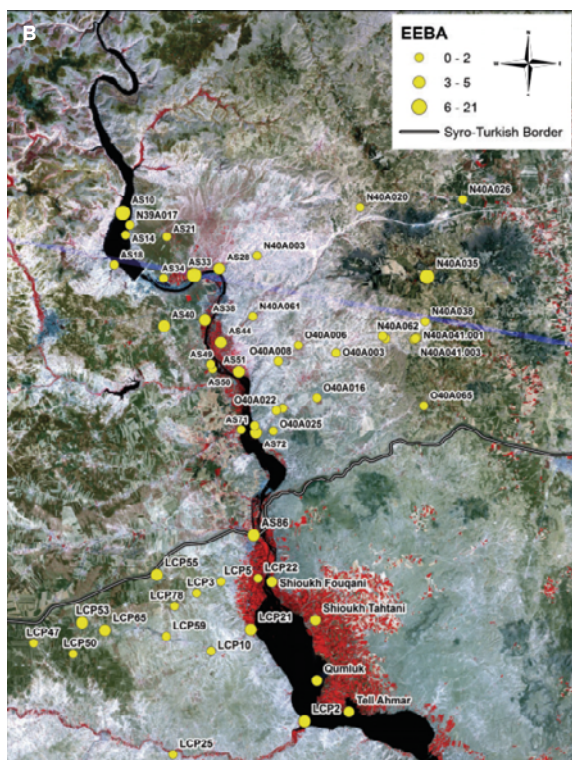 B
EEBA
0 - 2
3 - 5
6 - 21
Syro-Turkish Border
N
W
E
S
N40A026
N40A020
AS10
N39A017
AS14
AS21
N40A003
AS18
AS34
AS33
AS28
N40A035
AS38
N40A061
AS40
N40A038
AS44
O40A006
N40A062
N40A041.001
O40A008
O40A003
N40A041.003
AS49
AS51
AS50
O40A016
O40A022
O40A065
AS71
O40A025
AS72
AS86
LCP55
LCP5
LCP22
LCP3
Shioukh Fouqani
LCP78
LCP53
LCP65
LCP21
Shioukh Tahtani
LCP47
LCP59
LCP50
LCP10
Qumluk
Tell Ahmar
LCP2
LCP25